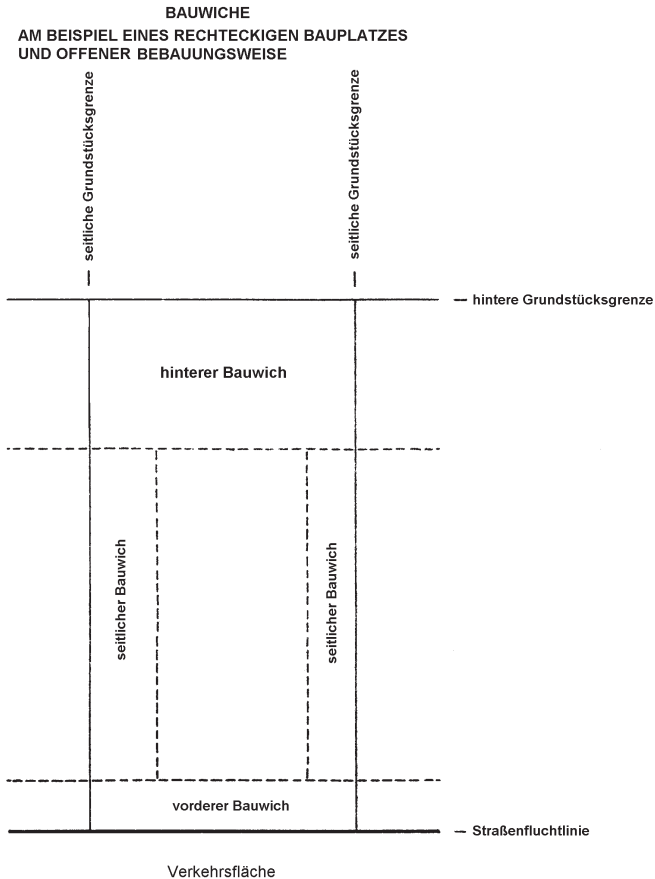 BAUWICHE
AM BEISPIEL EINES RECHTECKIGEN BAUPLATZES
UND OFFENER BEBAUUNGSWEISE
seitliche Grundstücksgrenze
seitliche Grundstücksgrenze
hintere Grundstücksgrenze
hinterer Bauwich
seitlicher Bauwich
seitlicher Bauwich
vorderer Bauwich
Straßenfluchtlinie
Verkehrsfläche